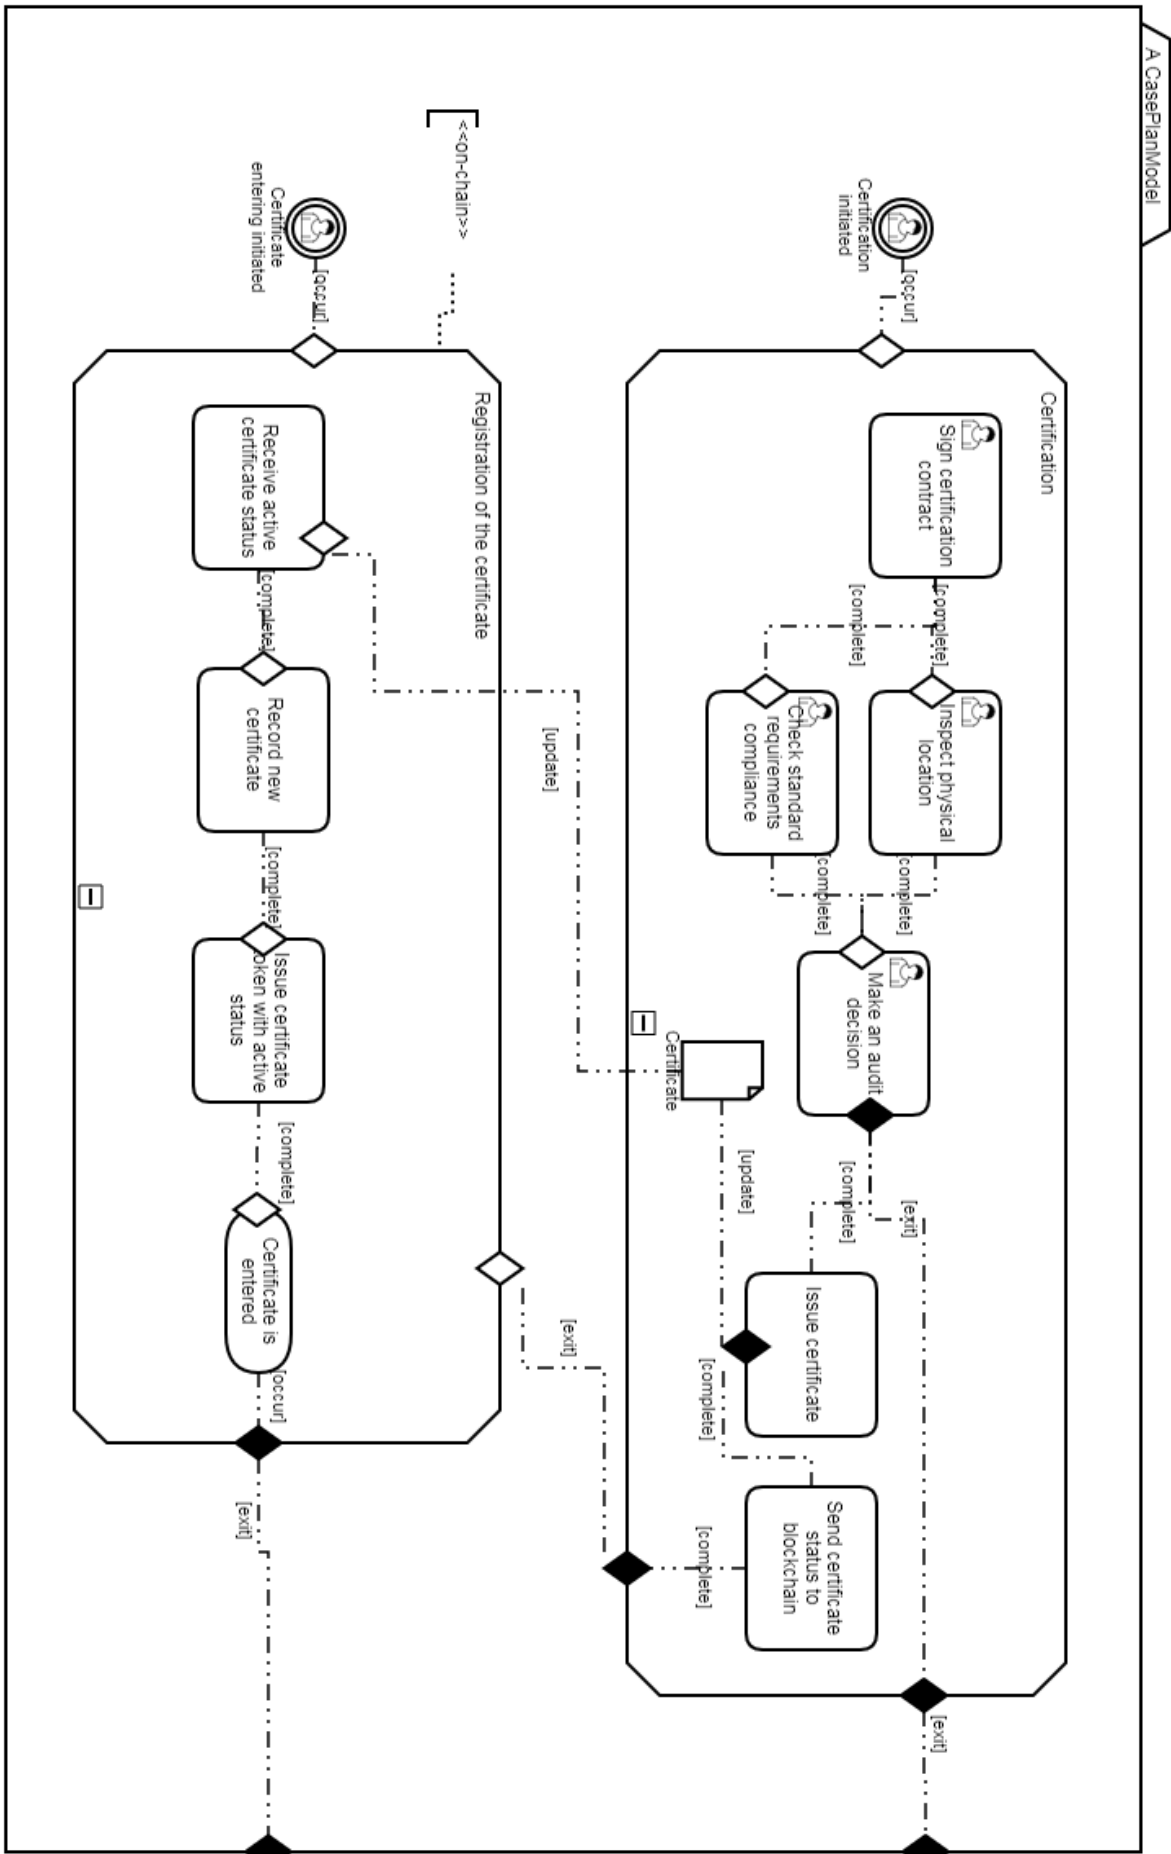 A CasePlanModel
Certification
initiated
[occur]
Certification
Sign certification
contract
[complete]
[complete]
Inspect physical
location
Check standard
requirements
compliance
[complete]
[complete]
Make an audit
decision
[complete]
[exit]
Certificate
[update]
Issue certificate
[complete]
Send certificate
status to
blockchain
[complete]
[exit]
[update]
[exit]
<<on-chain>>
Certificate
entering initiated
[occur]
Registration of the certificate
Receive active
certificate status
[complete]
Record new
certificate
[complete]
Issue certificate
token with active
status
[complete]
Certificate is
entered
[occur]
[exit]